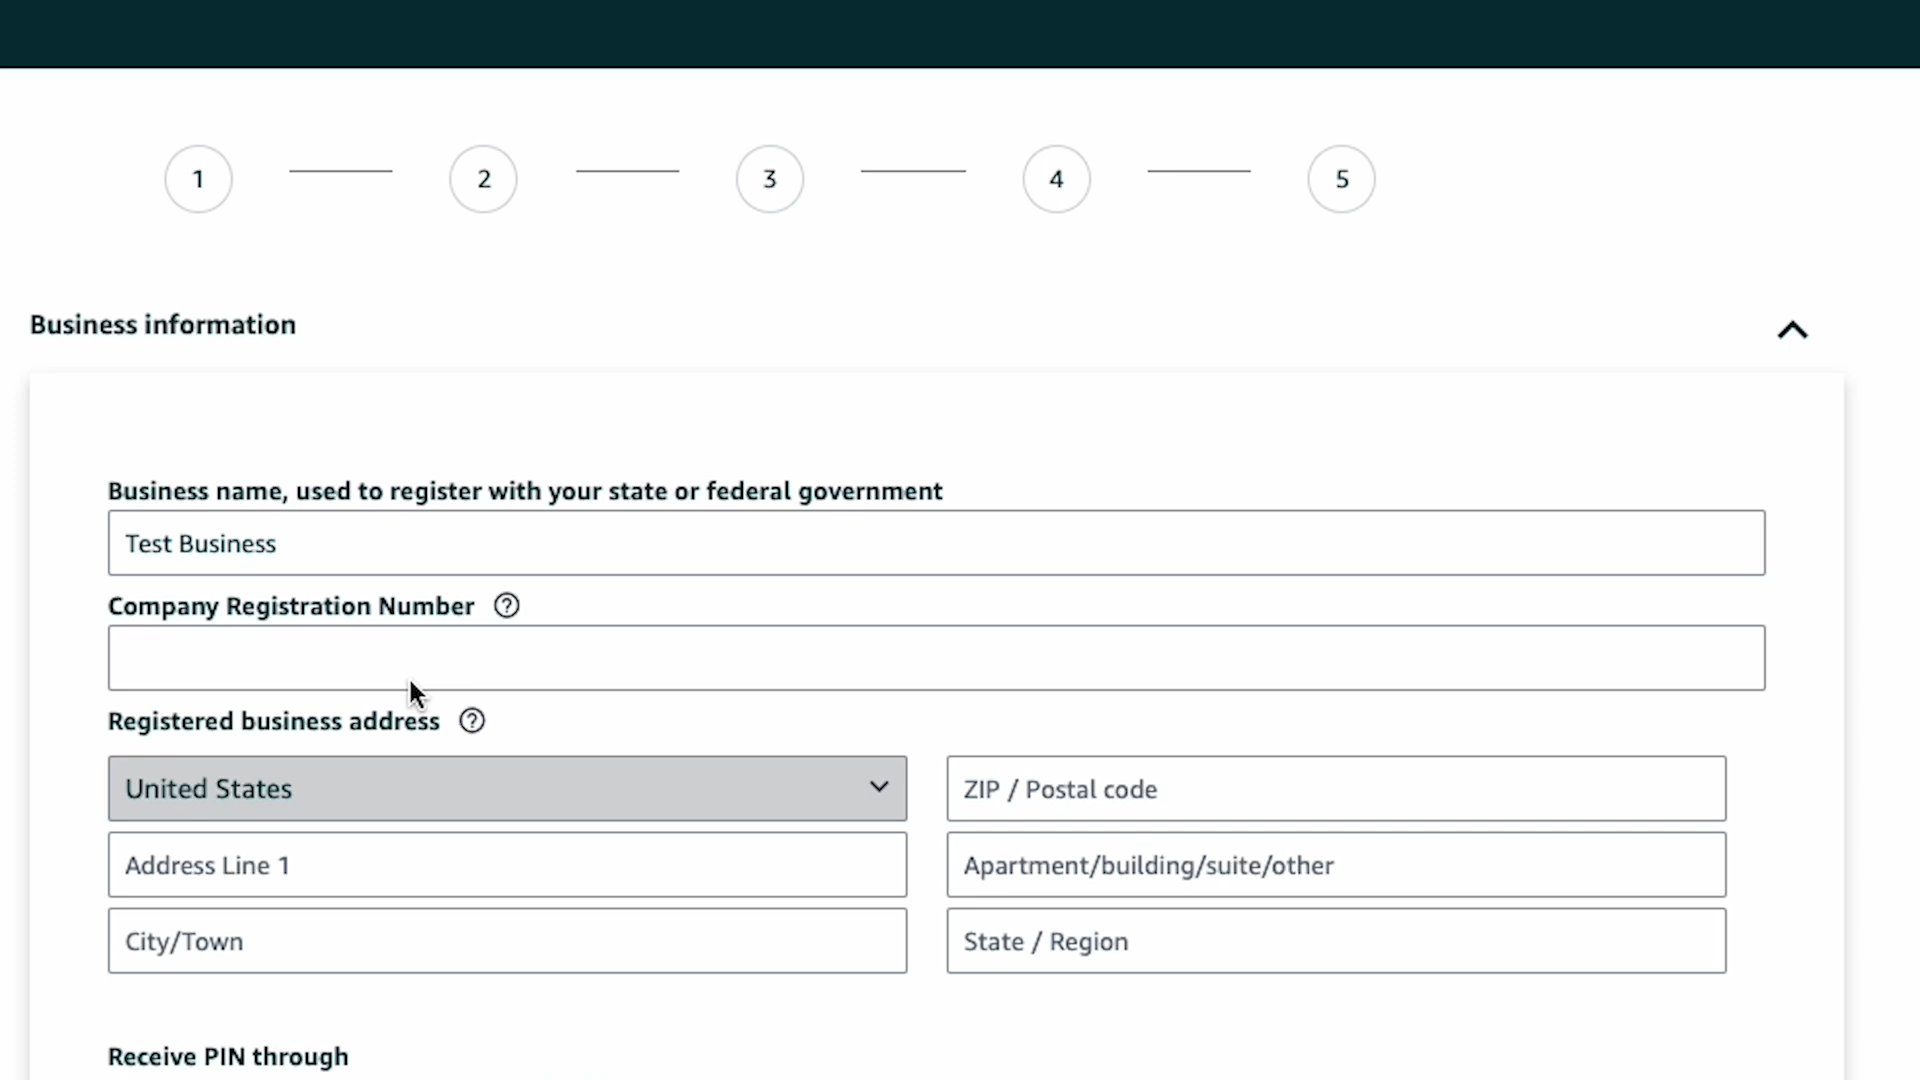 1 2 3 4 5
Business information
Business name, used to register with your state or federal government
Test Business
Company Registration Number ?
Registered business address ?
United States ZIP / Postal code
Address Line 1 Apartment/building/suite/other
City/Town State / Region
Receive PIN through